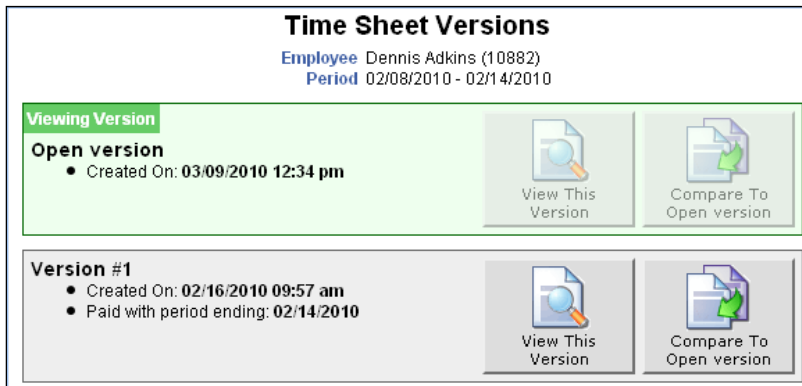 Time Sheet Versions
Employee Dennis Adkins (10882)
Period 02/08/2010 - 02/14/2010
Viewing Version
Open version
● Created On: 03/09/2010 12:34 pm
View This
Version
Compare To
Open version
Version #1
● Created On: 02/16/2010 09:57 am
● Paid with period ending: 02/14/2010
View This
Version
Compare To
Open version